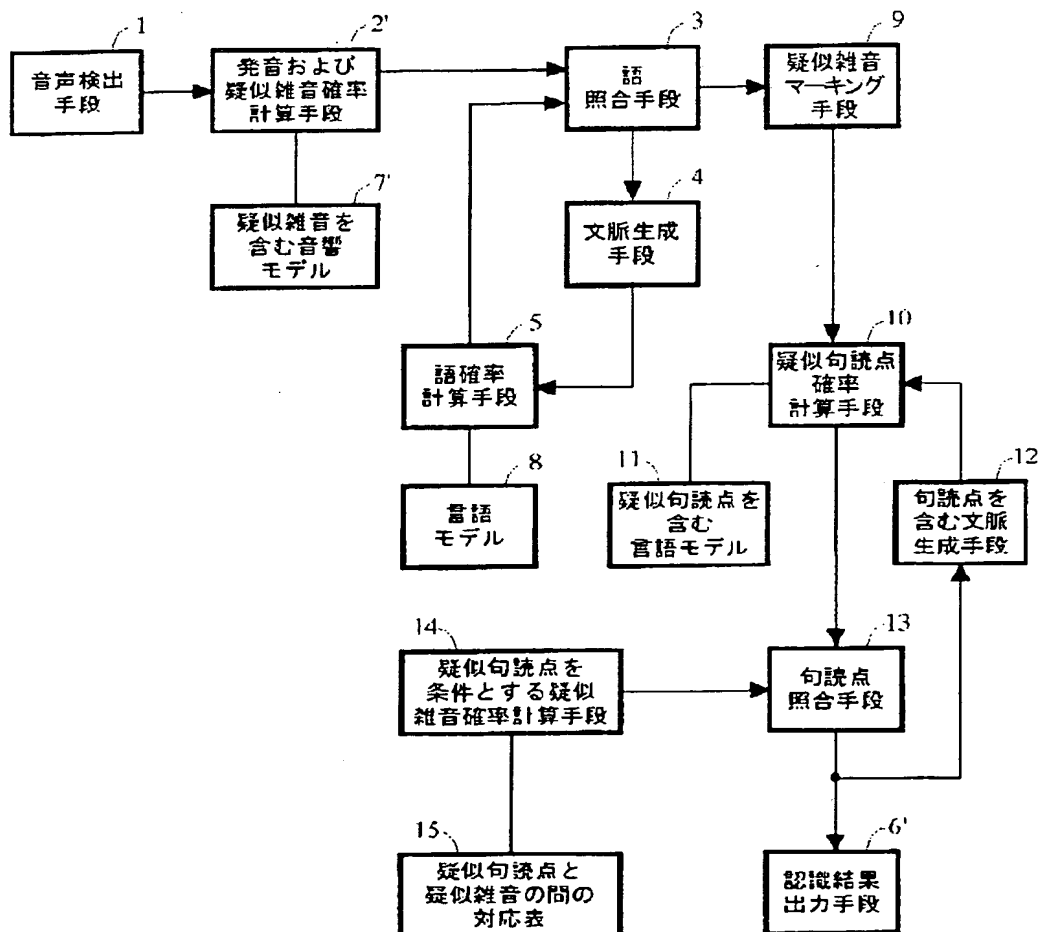 1
音声検出
手段
2'
発音および
疑似雑音確率
計算手段
3
語
照合手段
9
疑似雑音
マーキング
手段
7'
疑似雑音を
含む音響
モデル
4
文脈生成
手段
5
語確率
計算手段
10
疑似句読点
確率
計算手段
8
言語
モデル
11
疑似句読点を
含む
言語モデル
12
句読点を
含む文脈
生成手段
14
疑似句読点を
条件とする疑似
雑音確率計算手段
13
句読点
照合手段
15
疑似句読点と
疑似雑音の間の
対応表
6'
認識結果
出力手段